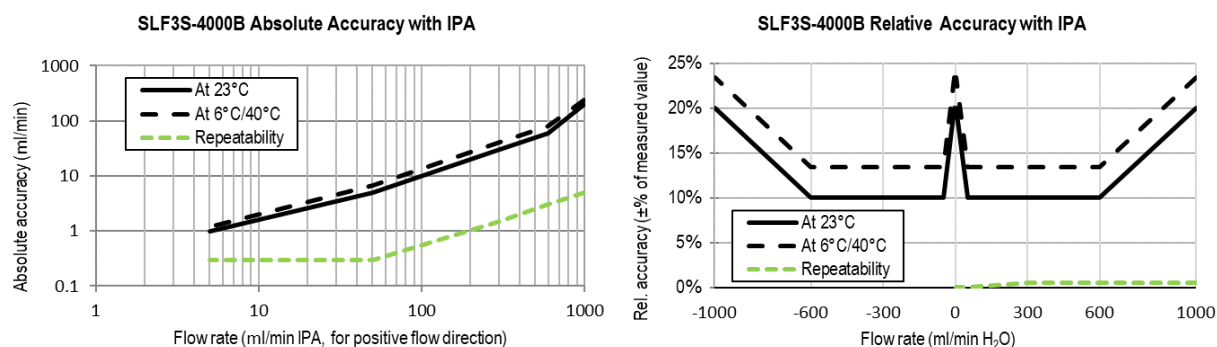 SLF3S-4000B Absolute Accuracy with IPA
Absolute accuracy (ml/min)
1000
100
10
1
0.1
At 23°C
At 6°C/40°C
Repeatability
1
10
100
1000
Flow rate (ml/min IPA, for positive flow direction)
SLF3S-4000B Relative Accuracy with IPA
Rel. accuracy (±% of measured value)
25%
20%
15%
10%
5%
0%
At 23°C
At 6°C/40°C
Repeatability
-1000
-600
-300
0
300
600
1000
Flow rate (ml/min H₂O)